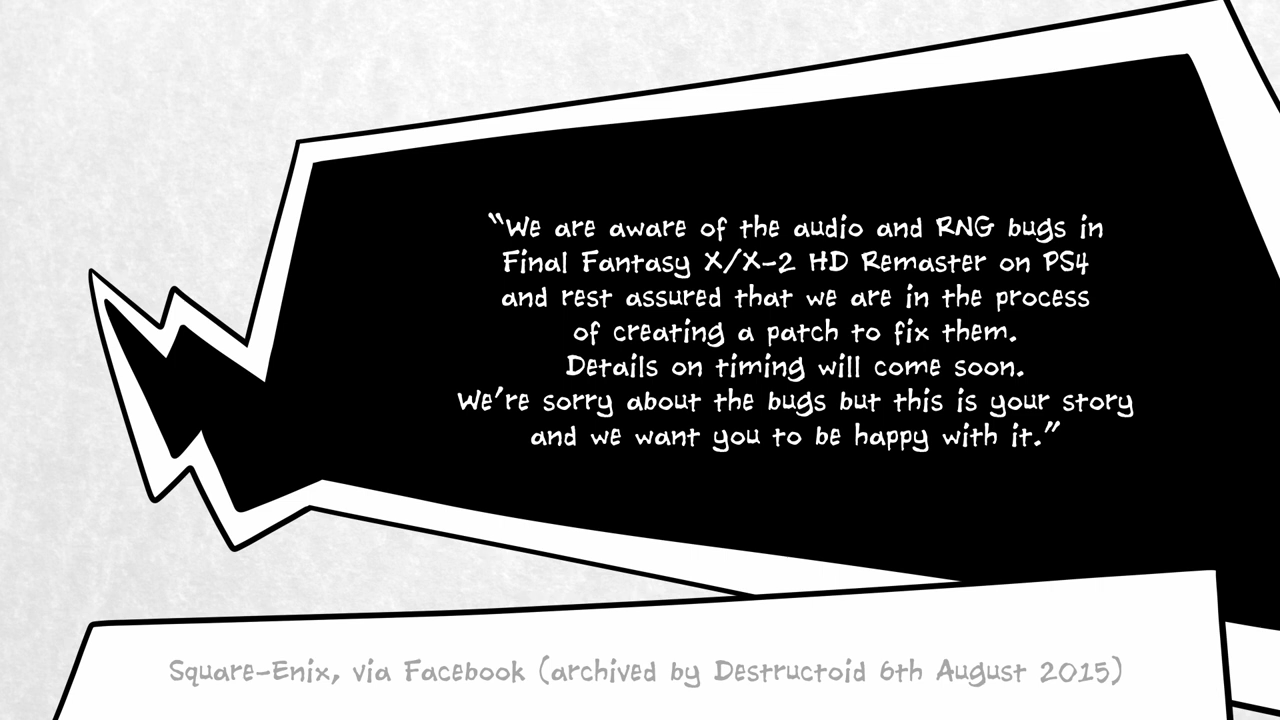 “We are aware of the audio and RNG bugs in
Final Fantasy X/X-2 HD Remaster on PS4
and rest assured that we are in the process
of creating a patch to fix them.
Details on timing will come soon.
We’re sorry about the bugs but this is your story
and we want you to be happy with it.”
Square-Enix, via Facebook (archived by Destructoid 6th August 2015)